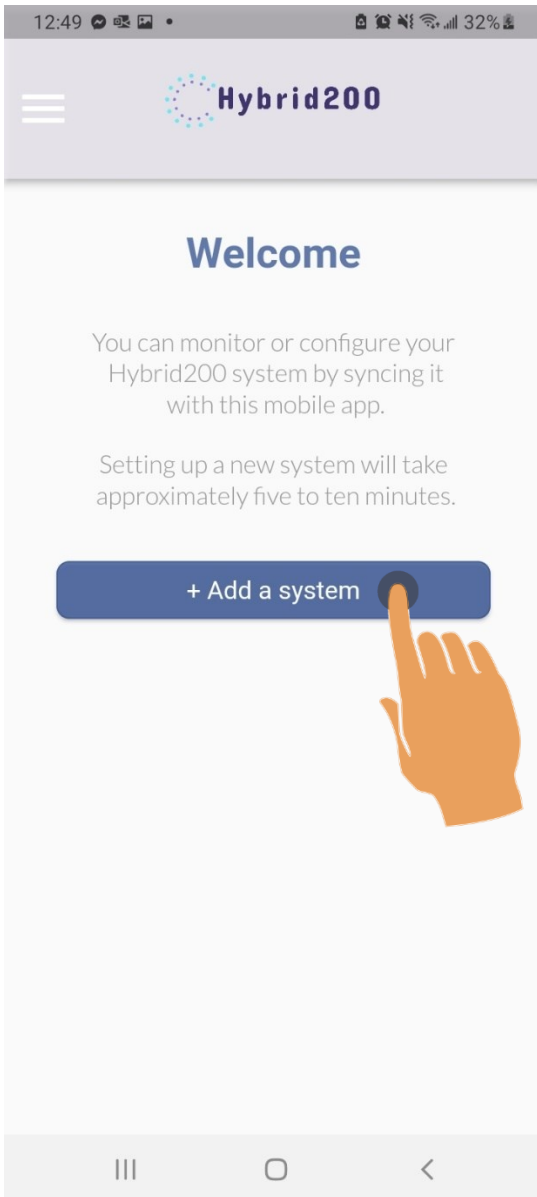 12:49 32%
Hybrid200
Welcome
You can monitor or configure your
Hybrid200 system by syncing it
with this mobile app.
Setting up a new system will take
approximately five to ten minutes.
+ Add a system